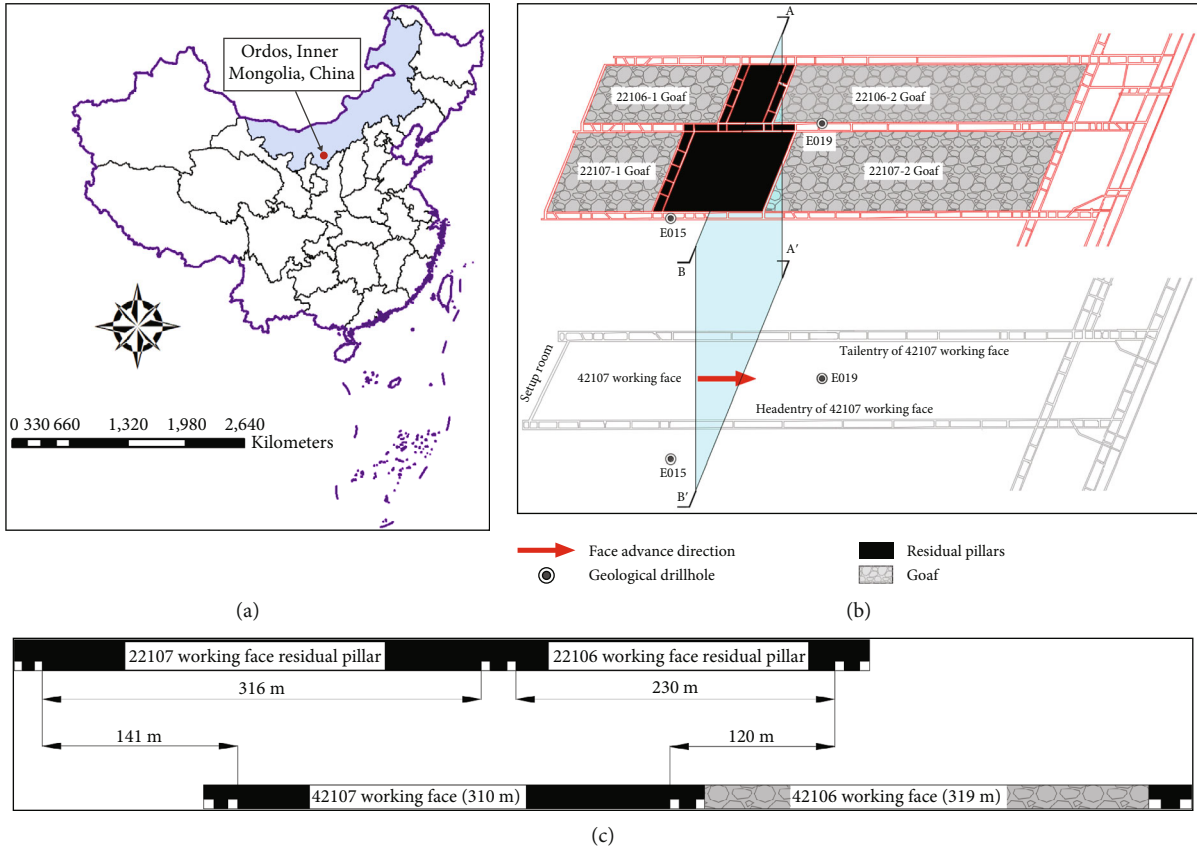 Ordos, Inner
Mongolia, China
0 330 660 1,320 1,980 2,640
Kilometers
(a)
A
22106-1 Goaf
22106-2 Goaf
E019
22107-1 Goaf
22107-2 Goaf
E015
B
A′
Setup room
Tailentry of 42107 working face
42107 working face
E019
Headentry of 42107 working face
E015
B′
Face advance direction
Residual pillars
Geological drillhole
Goaf
(b)
22107 working face residual pillar
22106 working face residual pillar
316 m
230 m
141 m
120 m
42107 working face (310 m)
42106 working face (319 m)
(c)